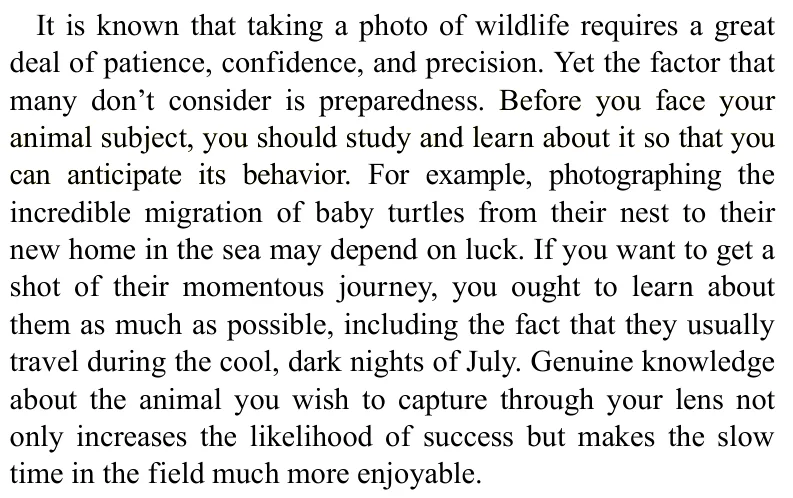 It is known that taking a photo of wildlife requires a great
deal of patience, confidence, and precision. Yet the factor that
many don’t consider is preparedness. Before you face your
animal subject, you should study and learn about it so that you
can anticipate its behavior. For example, photographing the
incredible migration of baby turtles from their nest to their
new home in the sea may depend on luck. If you want to get a
shot of their momentous journey, you ought to learn about
them as much as possible, including the fact that they usually
travel during the cool, dark nights of July. Genuine knowledge
about the animal you wish to capture through your lens not
only increases the likelihood of success but makes the slow
time in the field much more enjoyable.